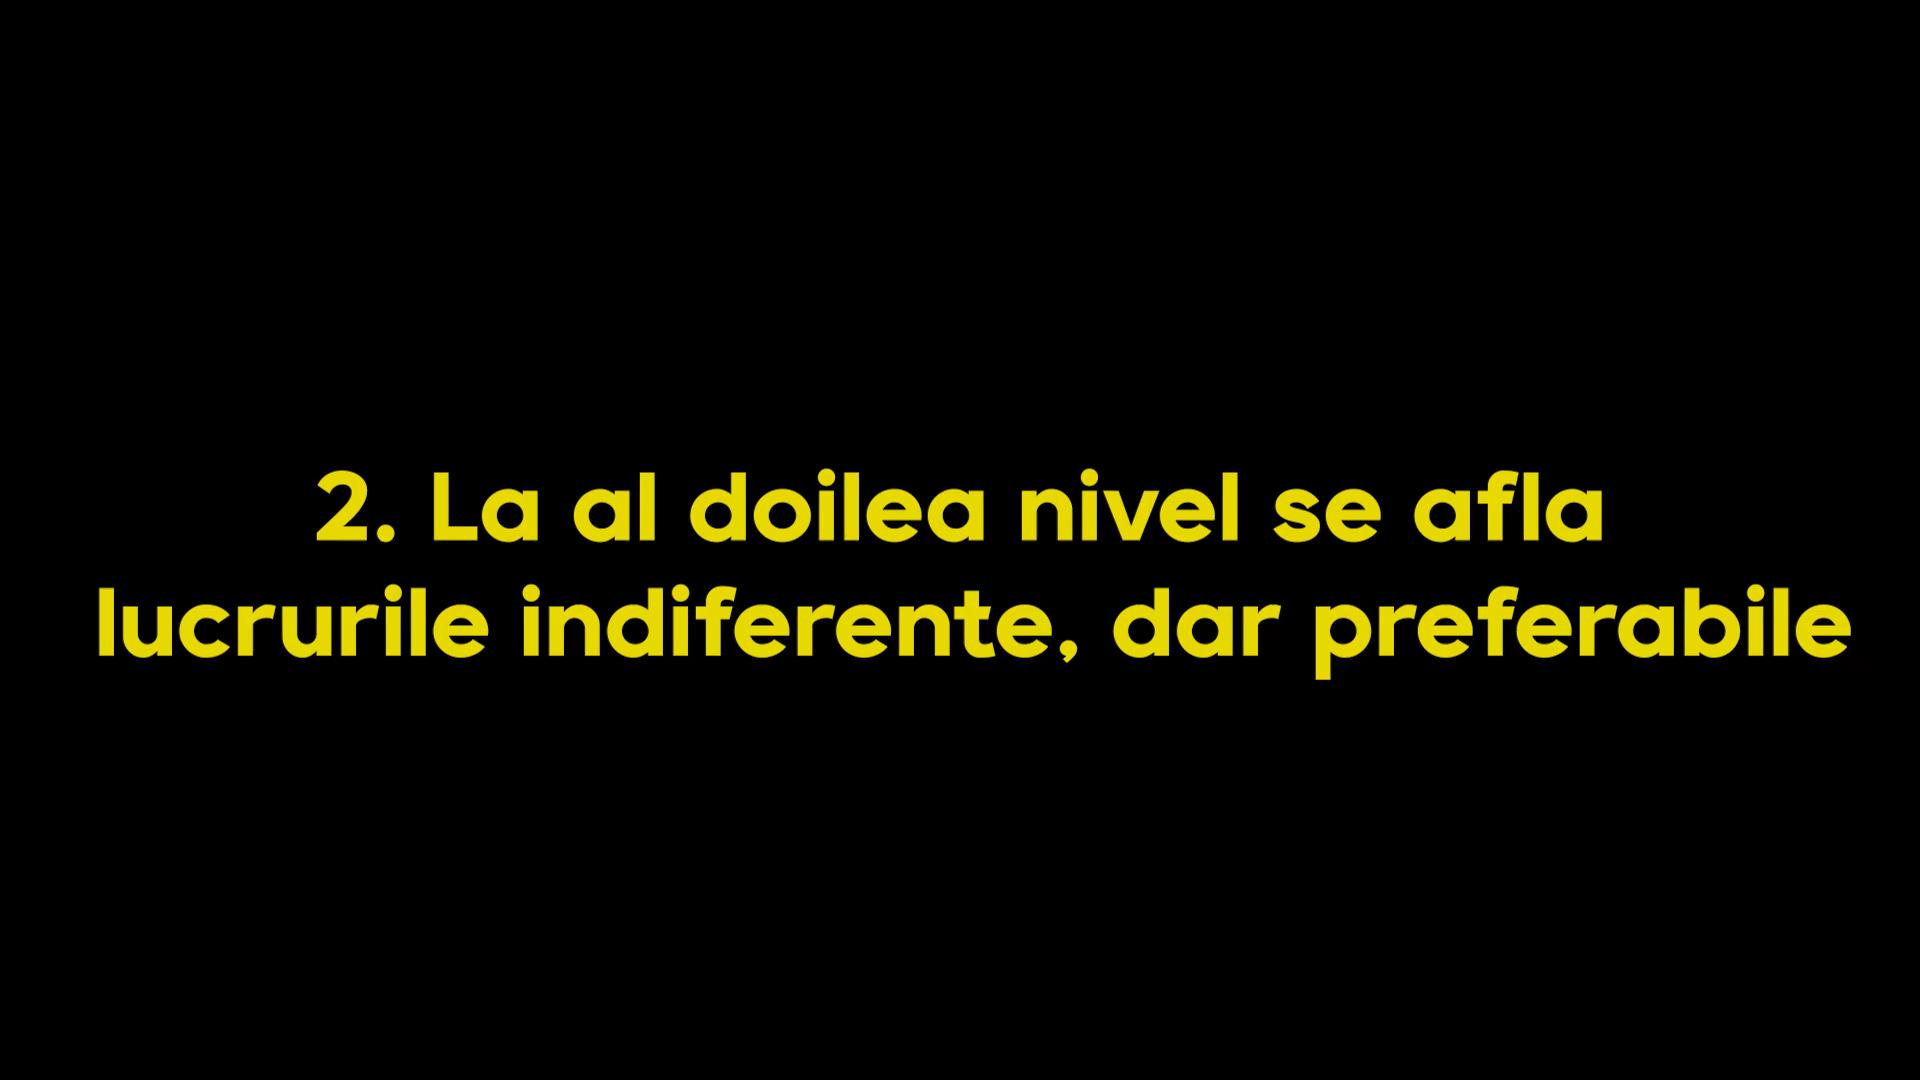 2. La al doilea nivel se afla
lucrurile indiferente, dar preferabile